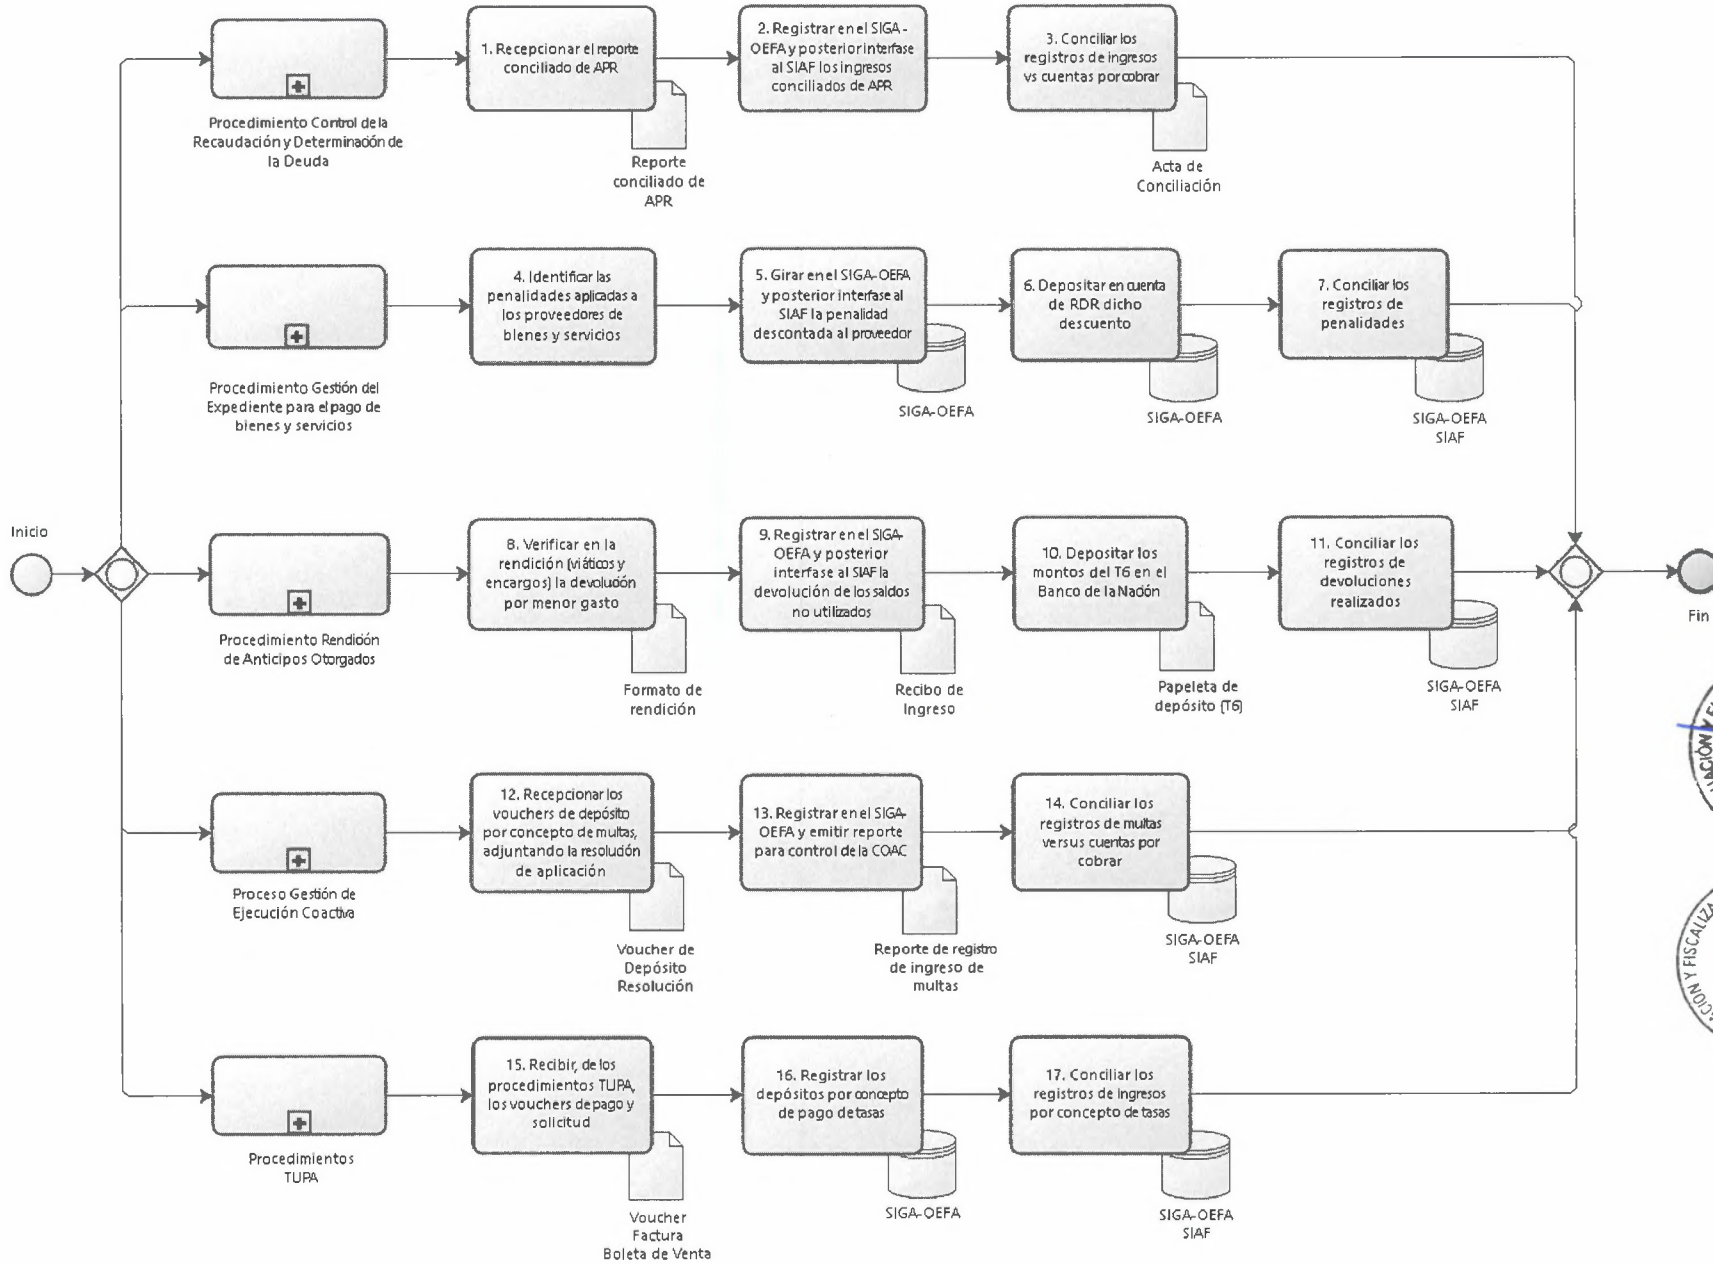 1. Recepcionar el reporte
conciliado de APR
2. Registrar en el SIGA-
OEFA y posterior interfase
al SIAF los ingresos
conciliados de APR
3. Conciliar los
registros de ingresos
vs cuentas por cobrar
Procedimiento Control de la
Recaudación y Determinación de
la Deuda
Reporte
conciliado de
APR
Acta de
Conciliación
4. Identificar las
penalidades aplicadas a
los proveedores de
bienes y servicios
5. Girar en el SIGA-OEFA
y posterior interfase al
SIAF la penalidad
descontada al proveedor
6. Depositar en cuenta
de RDR dicho
descuento
7. Conciliar los
registros de
penalidades
Procedimiento Gestión del
Expediente para el pago de
bienes y servicios
SIGA-OEFA
SIGA-OEFA
SIGA-OEFA
SIAF
Inicio
8. Verificar en la
rendición (viáticos y
encargos) la devolución
por menor gasto
9. Registrar en el SIGA-
OEFA y posterior
interfase al SIAF la
devolución de los saldos
no utilizados
10. Depositar los
montos del T6 en el
Banco de la Nación
11. Conciliar los
registros de
devoluciones
realizados
Fin
Procedimiento Rendición
de Anticipos Otorgados
Formato de
rendición
Recibo de
Ingreso
Papeleta de
depósito (T6)
SIGA-OEFA
SIAF
12. Recepcionar los
vouchers de depósito
por concepto de multas,
adjuntando la resolución
de aplicación
13. Registrar en el SIGA-
OEFA y emitir reporte
para control de la COAC
14. Conciliar los
registros de multas
versus cuentas por
cobrar
Proceso Gestión de
Ejecución Coactiva
Voucher de
Depósito
Resolución
Reporte de registro
de ingreso de
multas
SIGA-OEFA
SIAF
15. Recibir, de los
procedimientos TUPA,
los vouchers de pago y
solicitud
16. Registrar los
depósitos por concepto
de pago de tasas
17. Conciliar los
registros de Ingresos
por concepto de tasas
Procedimientos
TUPA
Voucher
Factura
Boleta de Venta
SIGA-OEFA
SIGA-OEFA
SIAF